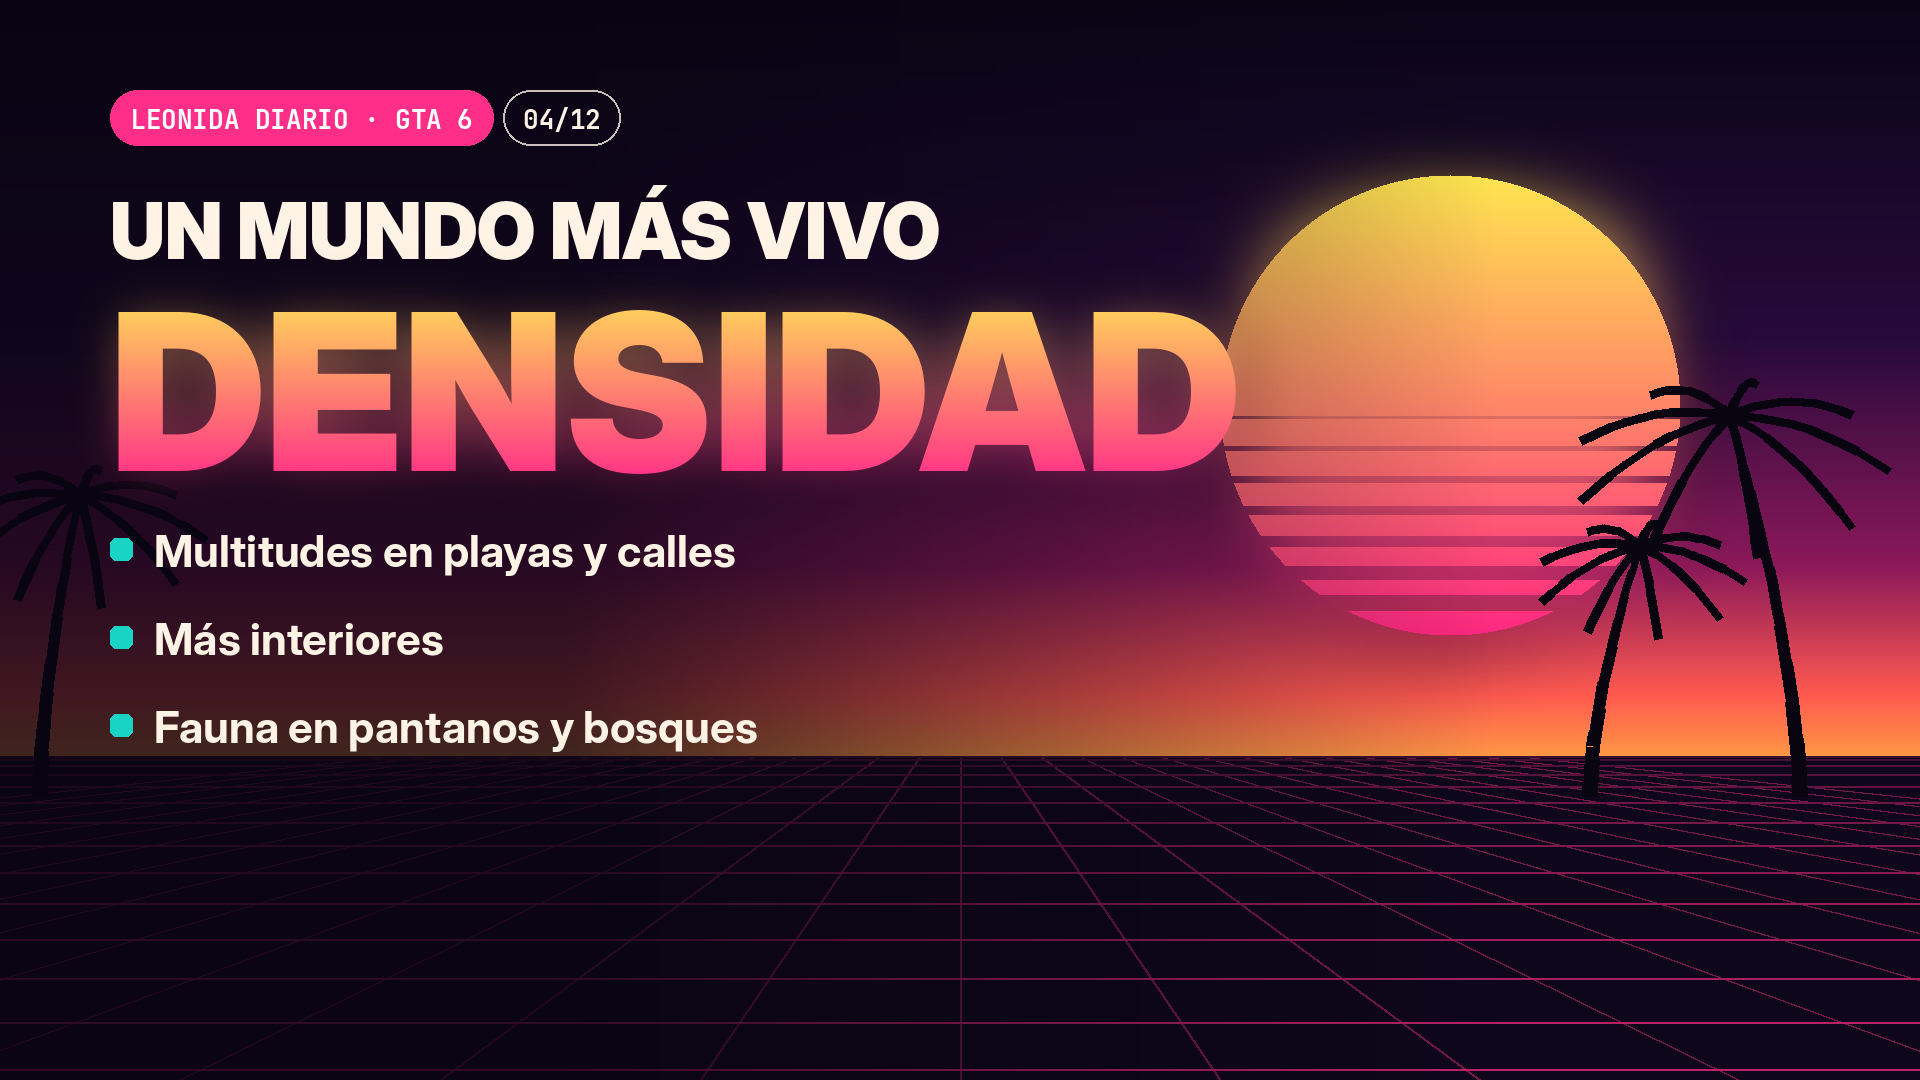 LEONIDA DIARIO · GTA 6
04/12
UN MUNDO MÁS VIVO
DENSIDAD
Multitudes en playas y calles
Más interiores
Fauna en pantanos y bosques